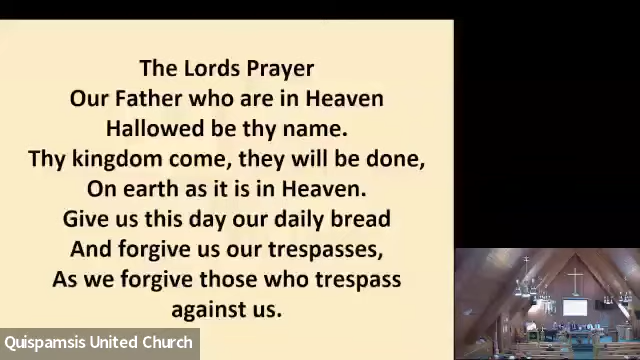 The Lords Prayer
Our Father who are in Heaven
Hallowed be thy name.
Thy kingdom come, they will be done,
On earth as it is in Heaven.
Give us this day our daily bread
And forgive us our trespasses,
As we forgive those who trespass
against us.
Quispamsis United Church